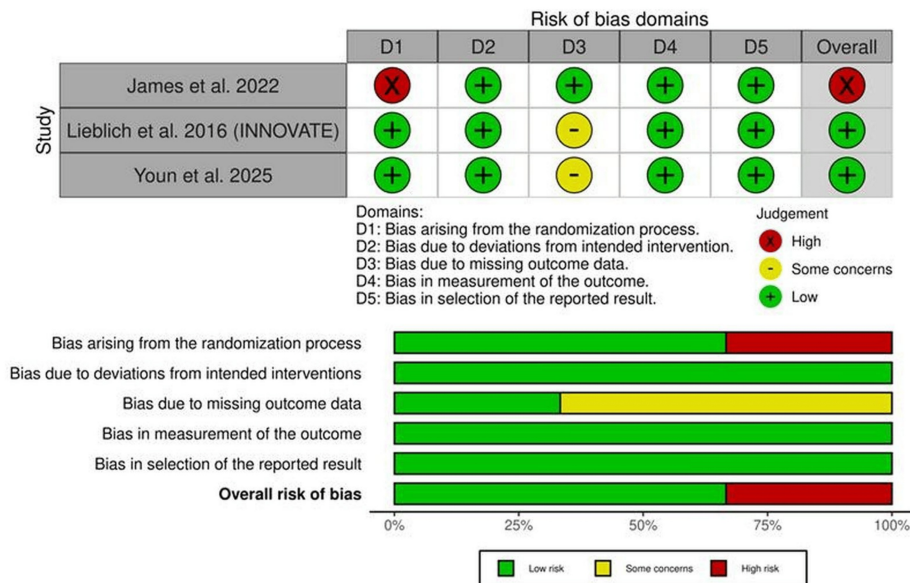 Risk of bias domains
D1 D2 D3 D4 D5 Overall
Study
James et al. 2022 X + + + + X
Lieblich et al. 2016 (INNOVATE) + + - + + +
Youn et al. 2025 + + - + + +
Domains:
D1: Bias arising from the randomization process.
D2: Bias due to deviations from intended intervention.
D3: Bias due to missing outcome data.
D4: Bias in measurement of the outcome.
D5: Bias in selection of the reported result.
Judgement
X High
- Some concerns
+ Low
Bias arising from the randomization process
Bias due to deviations from intended interventions
Bias due to missing outcome data
Bias in measurement of the outcome
Bias in selection of the reported result
Overall risk of bias
0% 25% 50% 75% 100%
Low risk Some concerns High risk